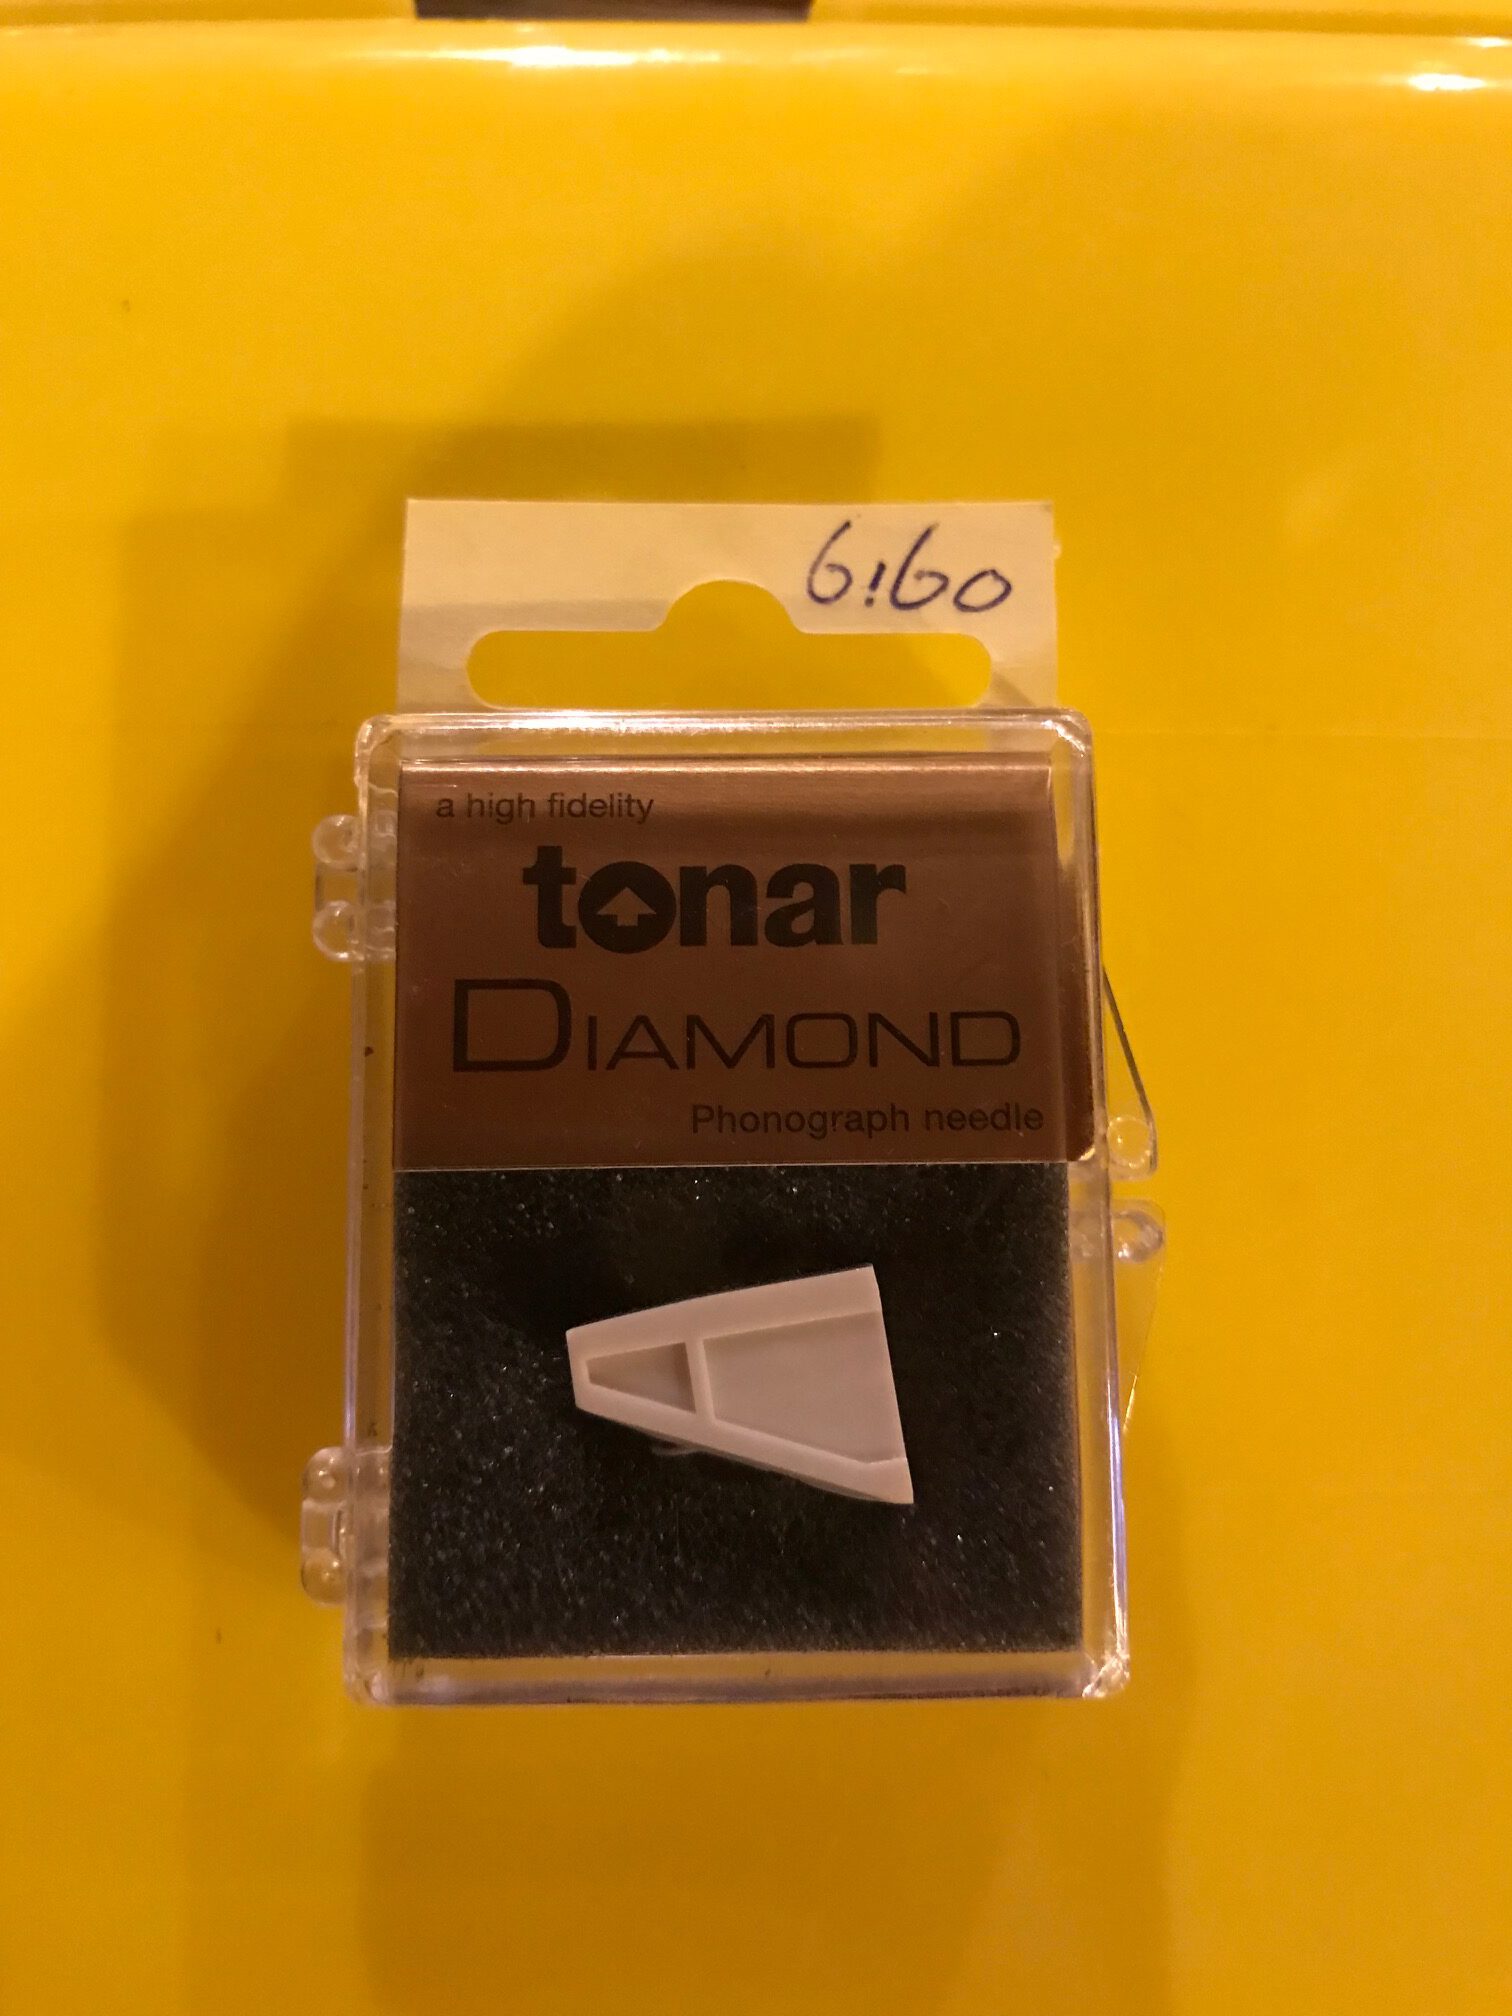 6!60
a high fidelity
tonar
DIAMOND
Phonograph needle